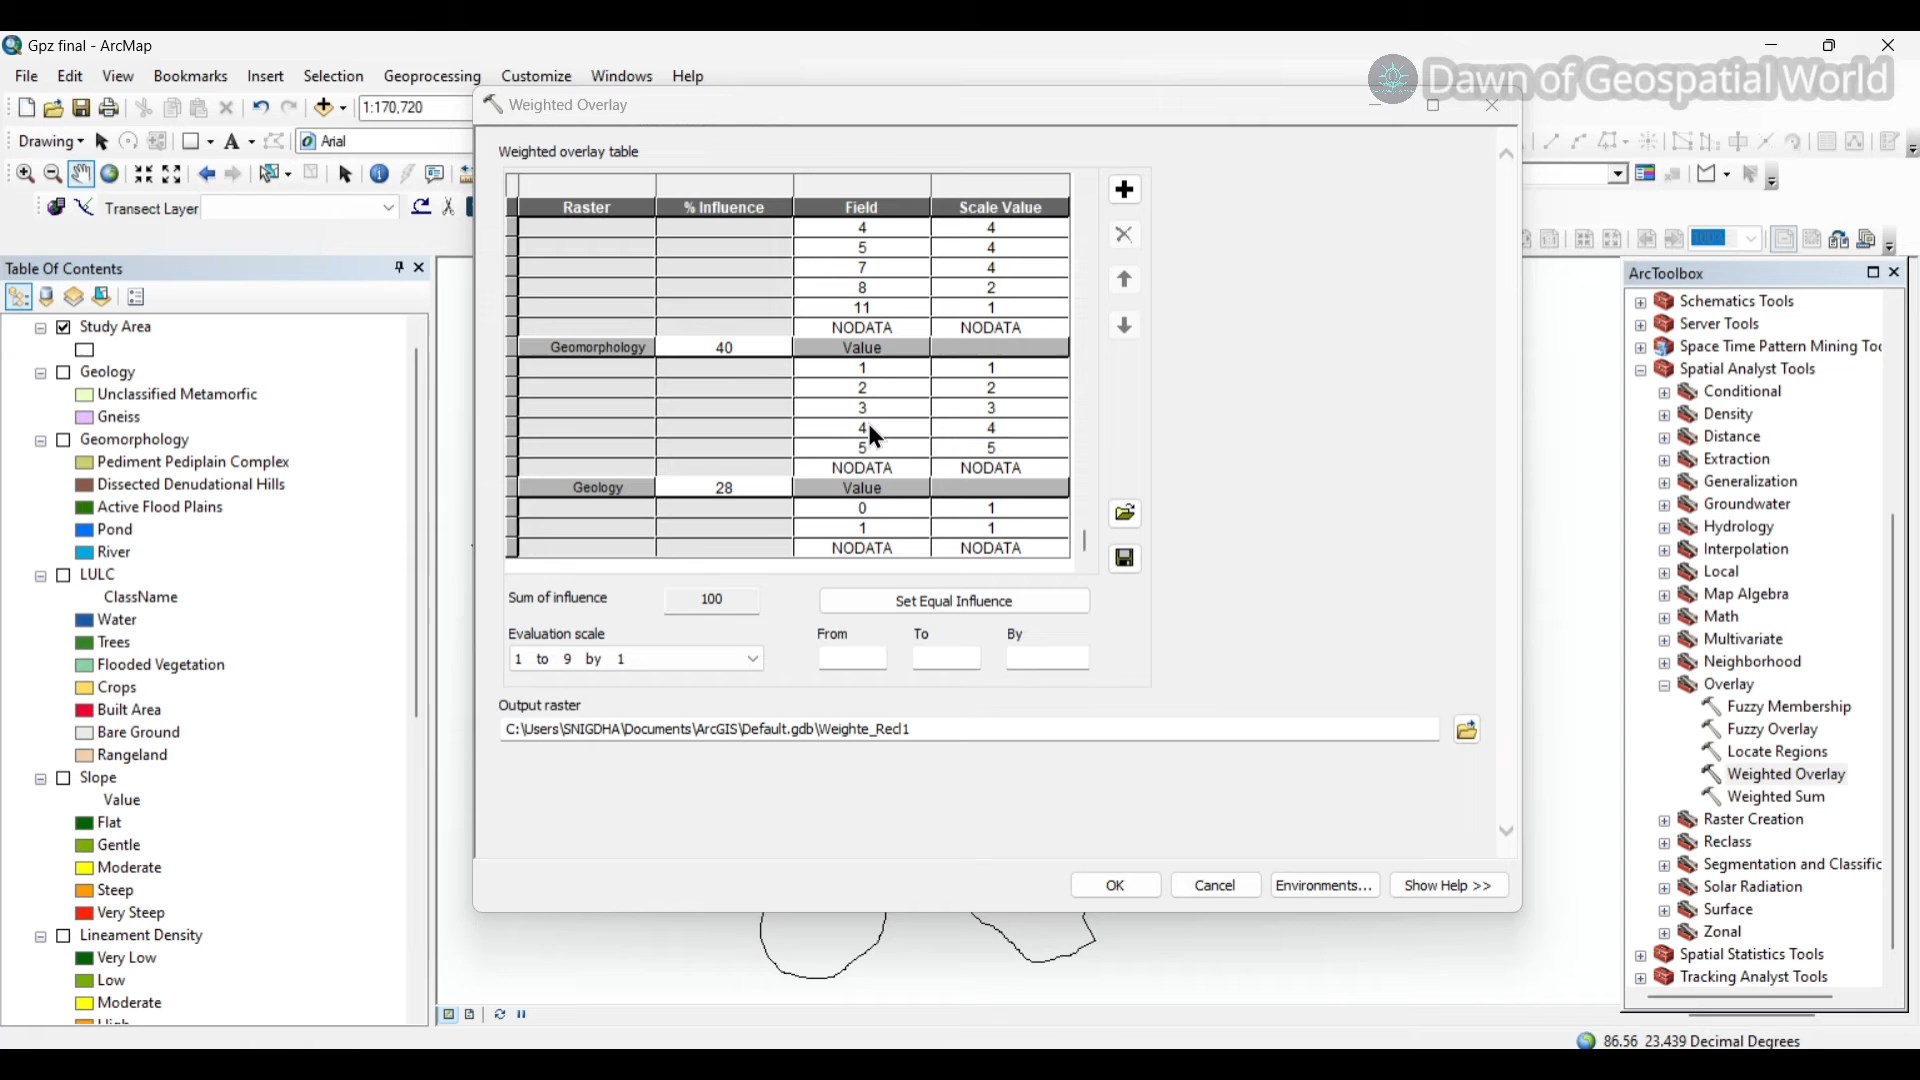 Gpz final - ArcMap
Dawn of Geospatial World
File Edit View Bookmarks Insert Selection Geoprocessing Customize Windows Help
1:170,720
Weighted Overlay
Drawing
Arial
Transect Layer
Weighted overlay table
Raster % Influence Field Scale Value
4 4
5 4
7 4
8 2
11 1
NODATA NODATA
Geomorphology 40 Value
1 1
2 2
3 3
4 4
5 5
NODATA NODATA
Geology 28 Value
0 1
1 1
NODATA NODATA
Sum of influence 100 Set Equal Influence
Evaluation scale From To By
1 to 9 by 1
Output raster
C:\Users\SNIGDHA\Documents\ArcGIS\Default.gdb\Weighte_Recl1
OK Cancel Environments... Show Help >>
Table Of Contents
Study Area
Geology
Unclassified Metamorfic
Gneiss
Geomorphology
Pediment Pediplain Complex
Dissected Denudational Hills
Active Flood Plains
Pond
River
LULC
ClassName
Water
Trees
Flooded Vegetation
Crops
Built Area
Bare Ground
Rangeland
Slope
Value
Flat
Gentle
Moderate
Steep
Very Steep
Lineament Density
Very Low
Low
Moderate
ArcToolbox
Schematics Tools
Server Tools
Space Time Pattern Mining Too
Spatial Analyst Tools
Conditional
Density
Distance
Extraction
Generalization
Groundwater
Hydrology
Interpolation
Local
Map Algebra
Math
Multivariate
Neighborhood
Overlay
Fuzzy Membership
Fuzzy Overlay
Locate Regions
Weighted Overlay
Weighted Sum
Raster Creation
Reclass
Segmentation and Classific
Solar Radiation
Surface
Zonal
Spatial Statistics Tools
Tracking Analyst Tools
86.56 23.439 Decimal Degrees